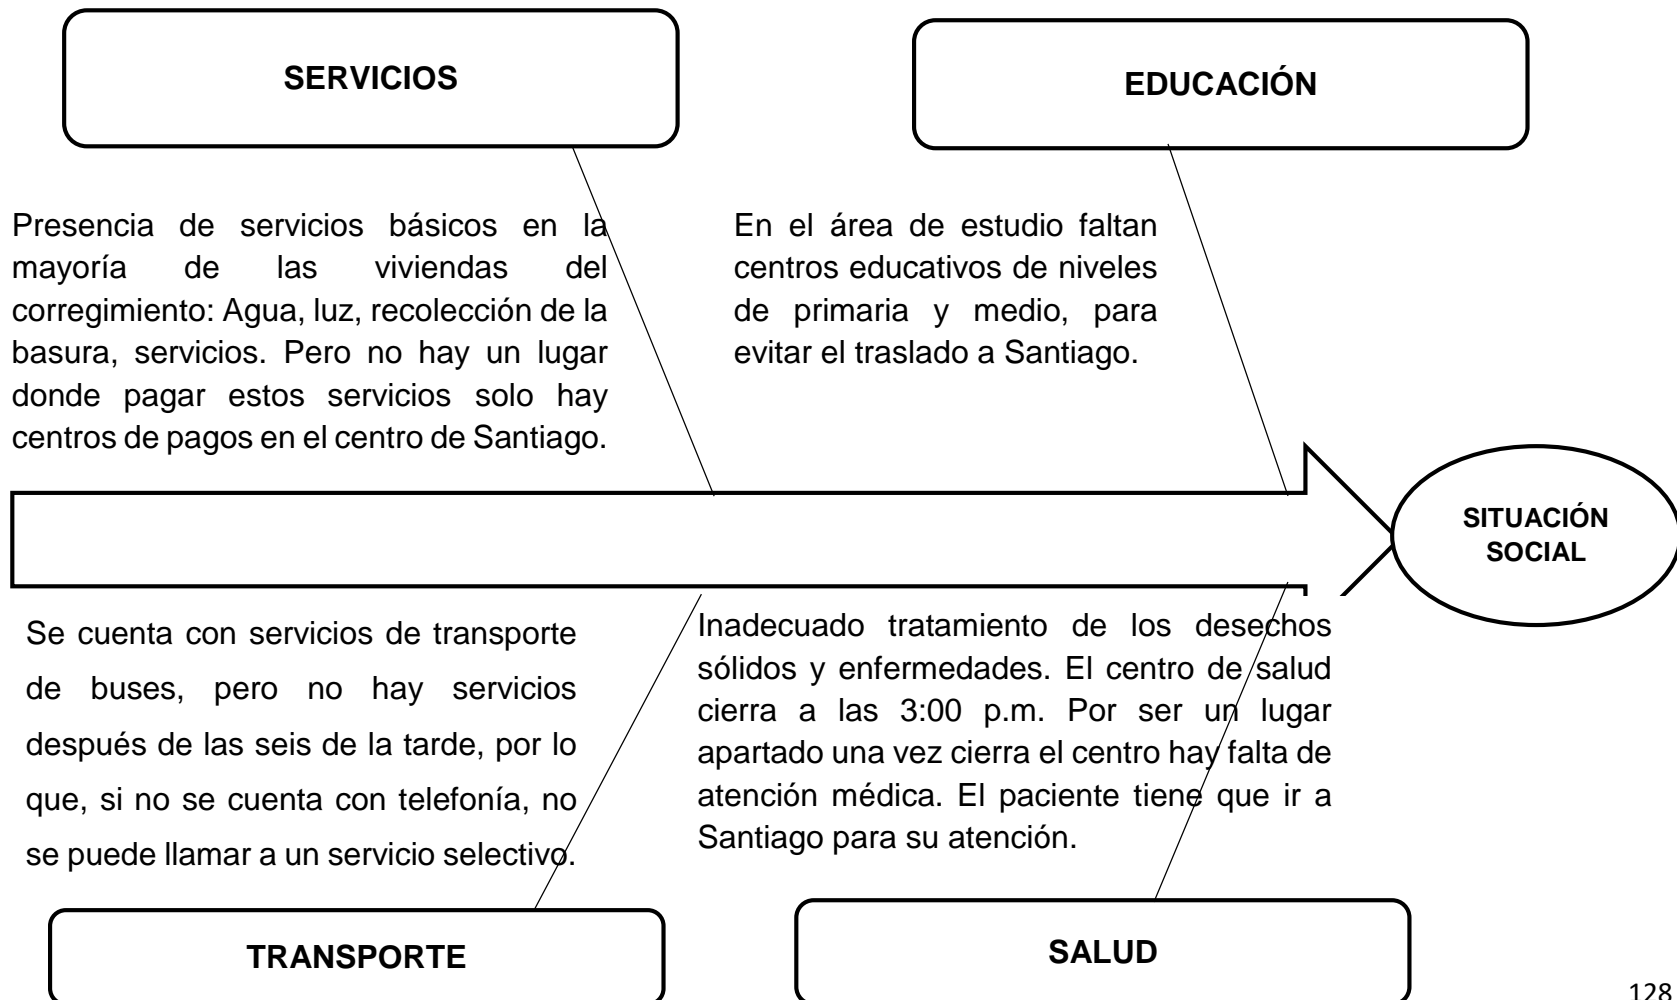 SERVICIOS
EDUCACIÓN
Presencia de servicios básicos en la
mayoría de las viviendas del
corregimiento: Agua, luz, recolección de la
basura, servicios. Pero no hay un lugar
donde pagar estos servicios solo hay
centros de pagos en el centro de Santiago.
En el área de estudio faltan
centros educativos de niveles
de primaria y medio, para
evitar el traslado a Santiago.
SITUACIÓN
SOCIAL
Se cuenta con servicios de transporte
de buses, pero no hay servicios
después de las seis de la tarde, por lo
que, si no se cuenta con telefonía, no
se puede llamar a un servicio selectivo.
Inadecuado tratamiento de los desechos
sólidos y enfermedades. El centro de salud
cierra a las 3:00 p.m. Por ser un lugar
apartado una vez cierra el centro hay falta de
atención médica. El paciente tiene que ir a
Santiago para su atención.
TRANSPORTE
SALUD
128